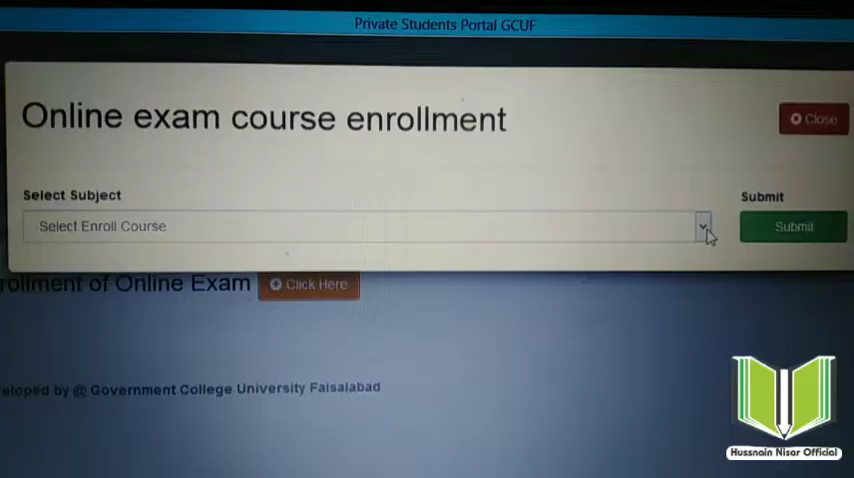 Private Students Portal GCUF
Online exam course enrollment
Close
Select Subject
Submit
Select Enroll Course
Submit
rollment of Online Exam
Click Here
eloped by @ Government College University Faisalabad
Hussnain Nisar Official